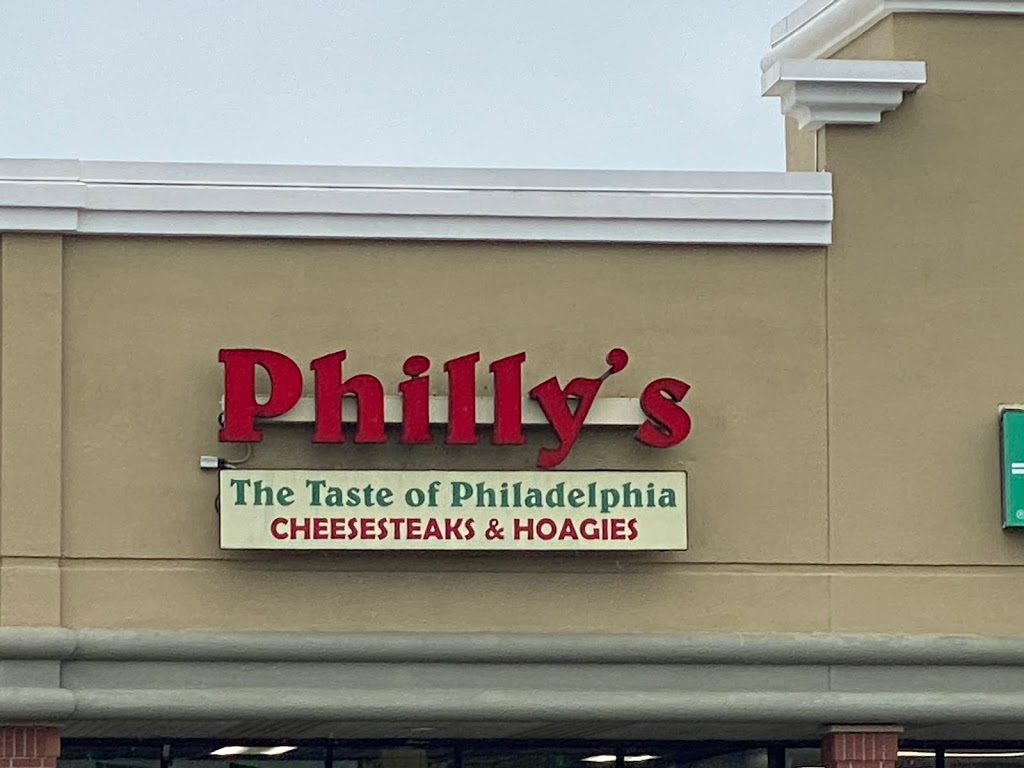 Philly's
The Taste of Philadelphia
CHEESESTEAKS & HOAGIES